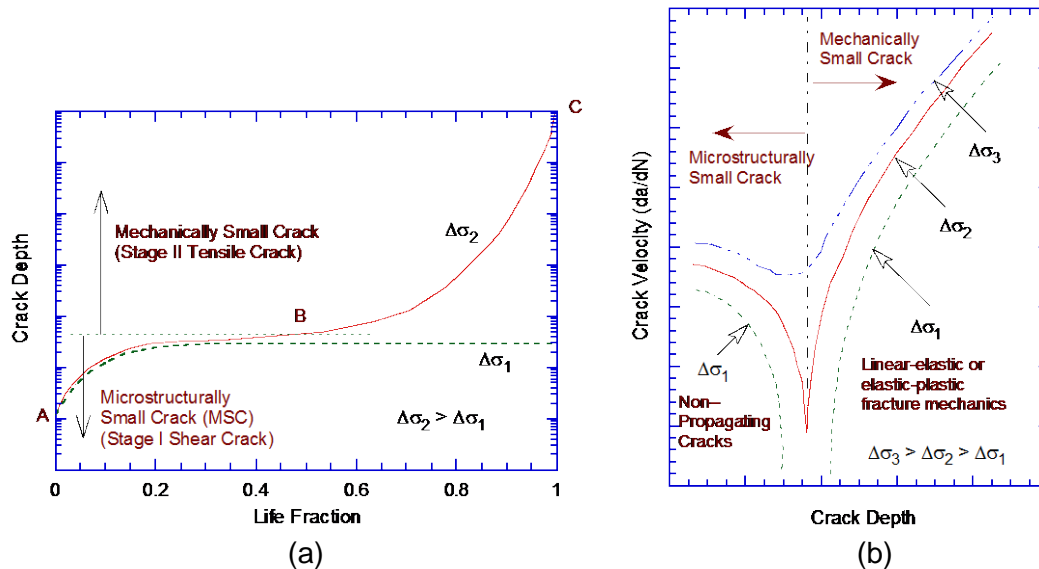 C
Crack Depth
Mechanically Small Crack
(Stage II Tensile Crack)
Δσ2
B
Δσ1
A
Microstructurally
Small Crack (MSC)
(Stage I Shear Crack)
Δσ2 > Δσ1
0
0.2
0.4
0.6
0.8
1
Life Fraction
(a)
Crack Velocity (da/dN)
Mechanically
Small Crack
Microstructurally
Small Crack
Δσ3
Δσ2
Δσ1
Δσ1
Linear-elastic or
elastic-plastic
fracture mechanics
Non–
Propagating
Cracks
Δσ3 > Δσ2 > Δσ1
Crack Depth
(b)